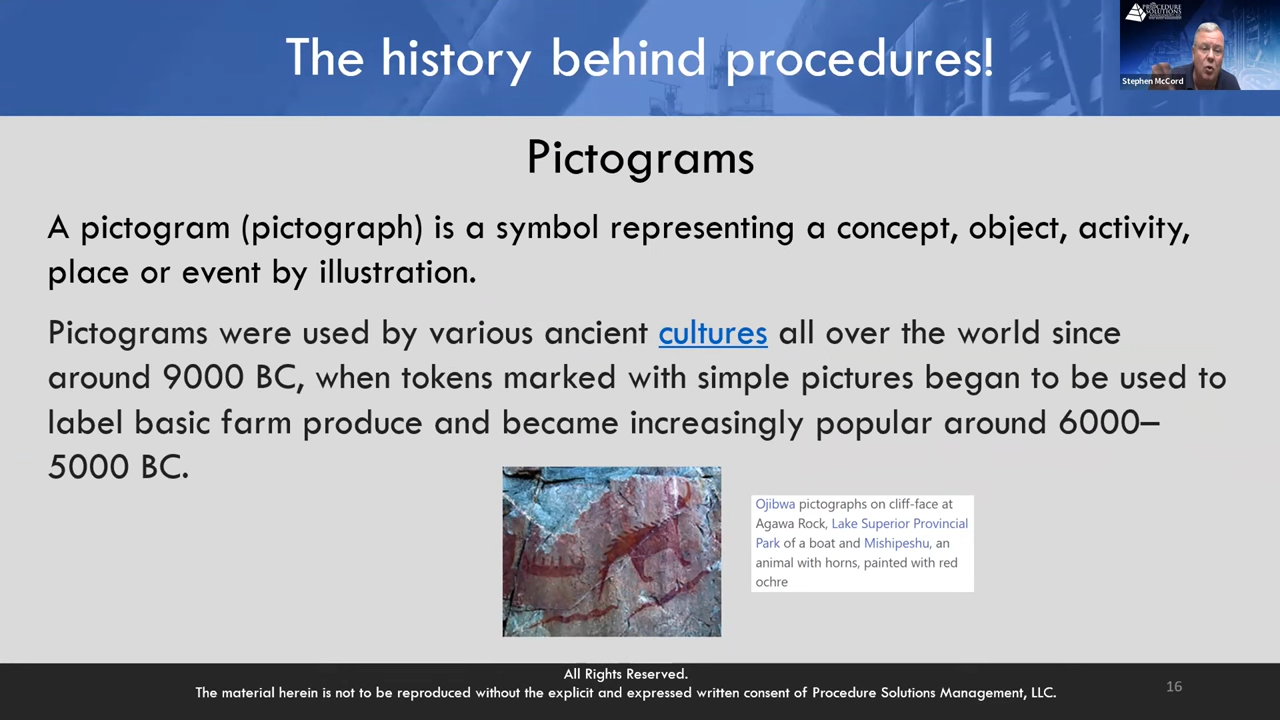 The history behind procedures!
PROCEDURE
SOLUTIONS
Stephen McCord
Pictograms
A pictogram (pictograph) is a symbol representing a concept, object, activity,
place or event by illustration.
Pictograms were used by various ancient cultures all over the world since
around 9000 BC, when tokens marked with simple pictures began to be used to
label basic farm produce and became increasingly popular around 6000–
5000 BC.
Ojibwa pictographs on cliff-face at
Agawa Rock, Lake Superior Provincial
Park of a boat and Mishipeshu, an
animal with horns, painted with red
ochre
All Rights Reserved.
The material herein is not to be reproduced without the explicit and expressed written consent of Procedure Solutions Management, LLC.
16